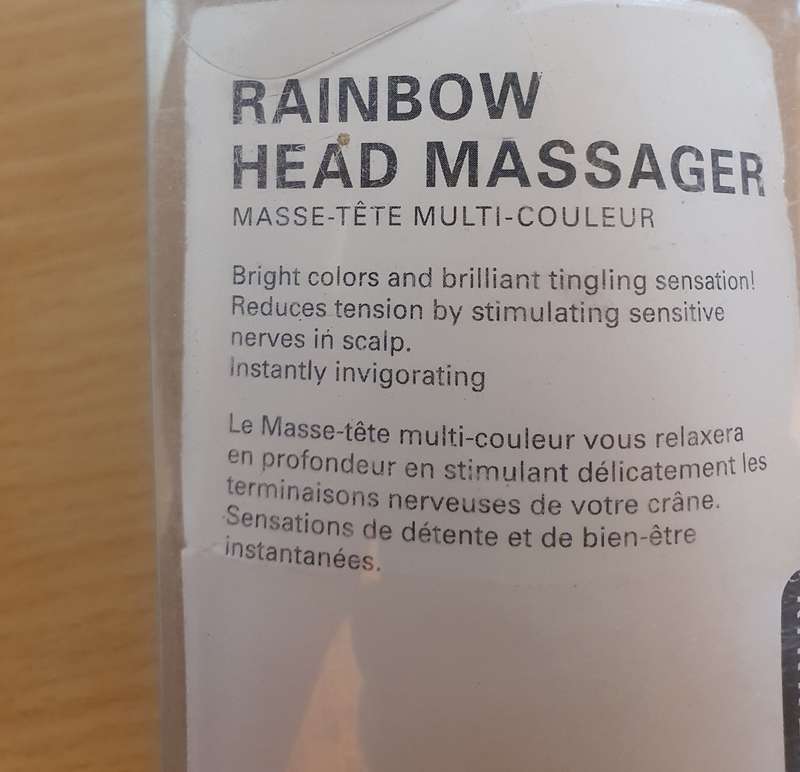 RAINBOW
HEAD MASSAGER
MASSE-TÊTE MULTI-COULEUR
Bright colors and brilliant tingling sensation!
Reduces tension by stimulating sensitive
nerves in scalp.
Instantly invigorating
Le Masse-tête multi-couleur vous relaxera
en profondeur en stimulant délicatement les
terminaisons nerveuses de votre crâne.
Sensations de détente et de bien-être
instantanées.